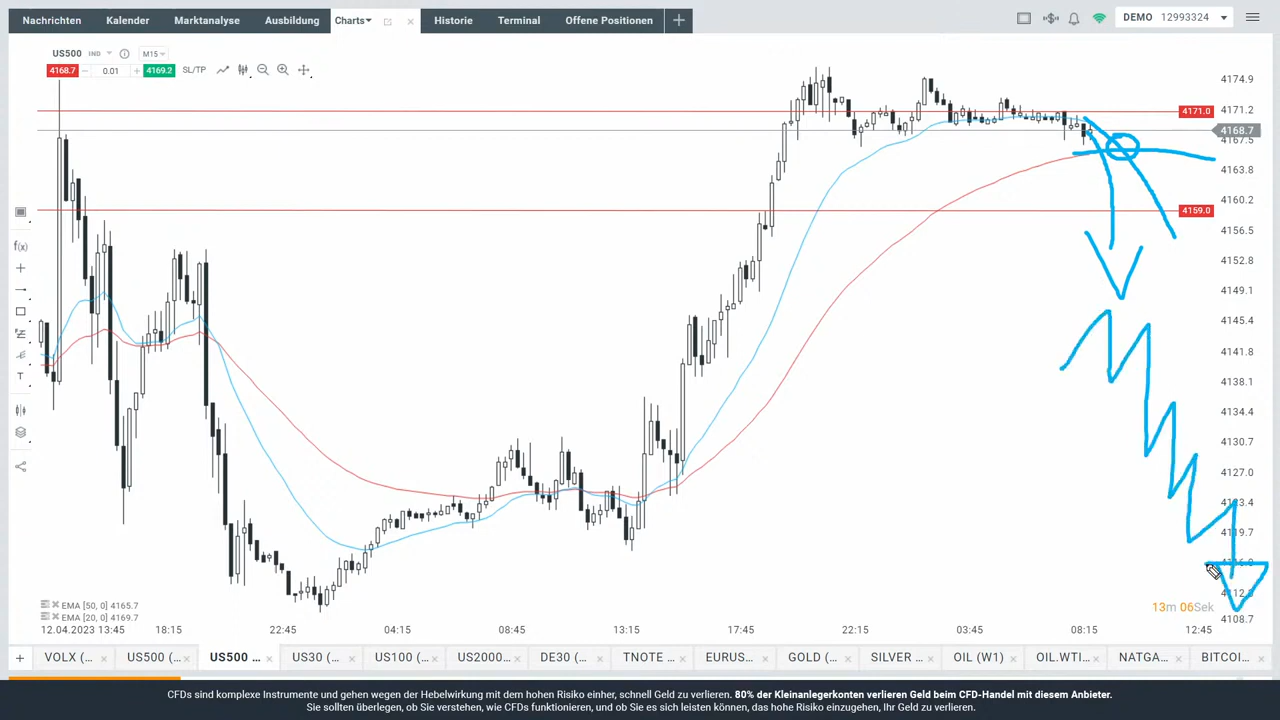 Nachrichten Kalender Marktanalyse Ausbildung Charts Historie Terminal Offene Positionen DEMO 12993324
US500 IND M15
4168.7 0.01 4169.2 SL/TP
4174.9
4171.2
4171.0
4168.7
4167.5
4163.8
4160.2
4159.0
4156.5
4152.8
4149.1
4145.4
4141.8
4138.1
4134.4
4130.7
4127.0
4119.7
f(x)
T
EMA [50, 0] 4165.7
EMA [20, 0] 4169.7
13m 06Sek
4108.7
12.04.2023 13:45 18:15 22:45 04:15 08:45 13:15 17:45 22:15 03:45 08:15 12:45
VOLX (... US500 (... US500 ... US30 (... US100 (... US2000... DE30 (... TNOTE ... EURUS... GOLD (... SILVER ... OIL (W1) OIL.WTI... NATGA... BITCOI...
CFDs sind komplexe Instrumente und gehen wegen der Hebelwirkung mit dem hohen Risiko einher, schnell Geld zu verlieren. 80% der Kleinanlegerkonten verlieren Geld beim CFD-Handel mit diesem Anbieter.
Sie sollten überlegen, ob Sie verstehen, wie CFDs funktionieren, und ob Sie es sich leisten können, das hohe Risiko einzugehen, Ihr Geld zu verlieren.